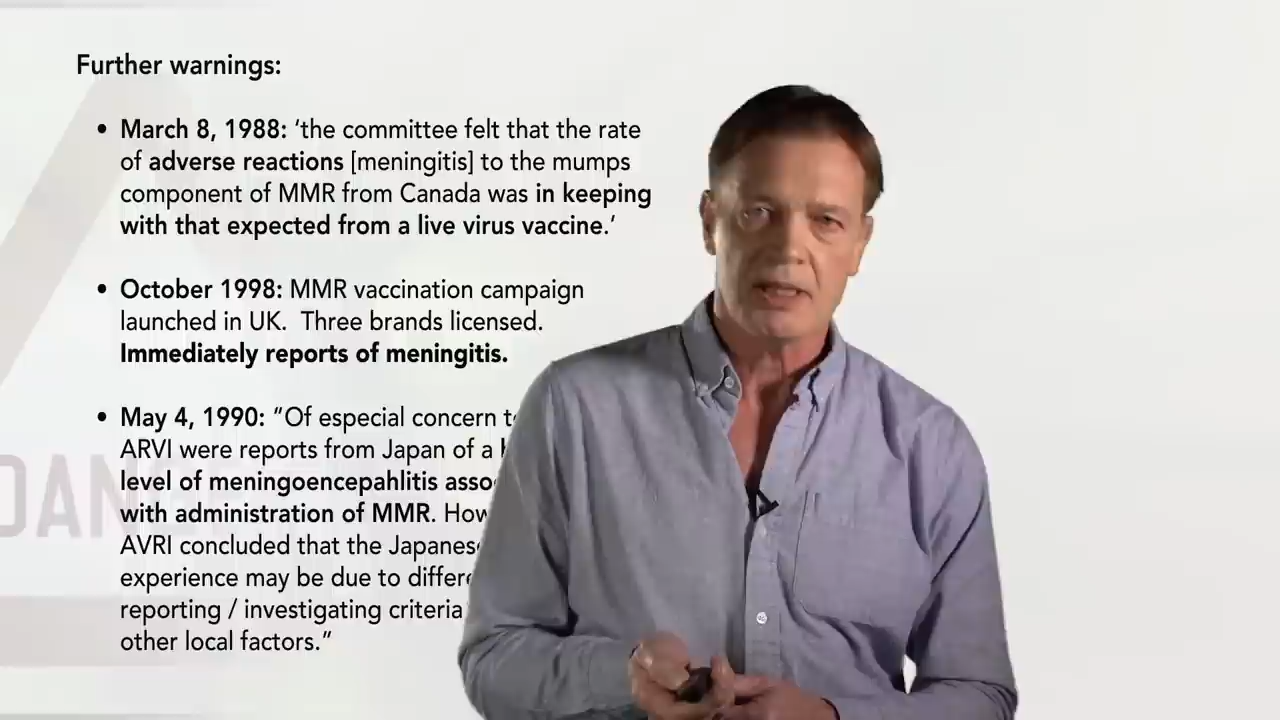 Further warnings:
• March 8, 1988: ‘the committee felt that the rate
of adverse reactions [meningitis] to the mumps
component of MMR from Canada was in keeping
with that expected from a live virus vaccine.’
• October 1998: MMR vaccination campaign
launched in UK. Three brands licensed.
Immediately reports of meningitis.
• May 4, 1990: “Of especial concern
ARVI were reports from Japan of a
level of meningoencepahlitis
with administration of MMR.
AVRI concluded that the
experience may be due to
reporting / investigating criteria
other local factors.”